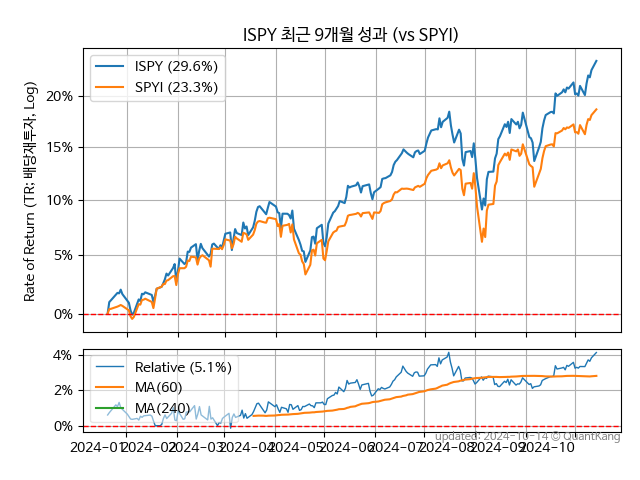 ISPY 최근 9개월 성과 (vs SPYI)
Rate of Return (TR: 배당재투자, Log)
ISPY (29.6%)
SPYI (23.3%)
20%
15%
10%
5%
0%
Relative (5.1%)
MA(60)
MA(240)
4%
2%
0%
2024-01 2024-02 2024-03 2024-04 2024-05 2024-06 2024-07 2024-08 2024-09 2024-10
updated: 2024-10-14 © QuantKang